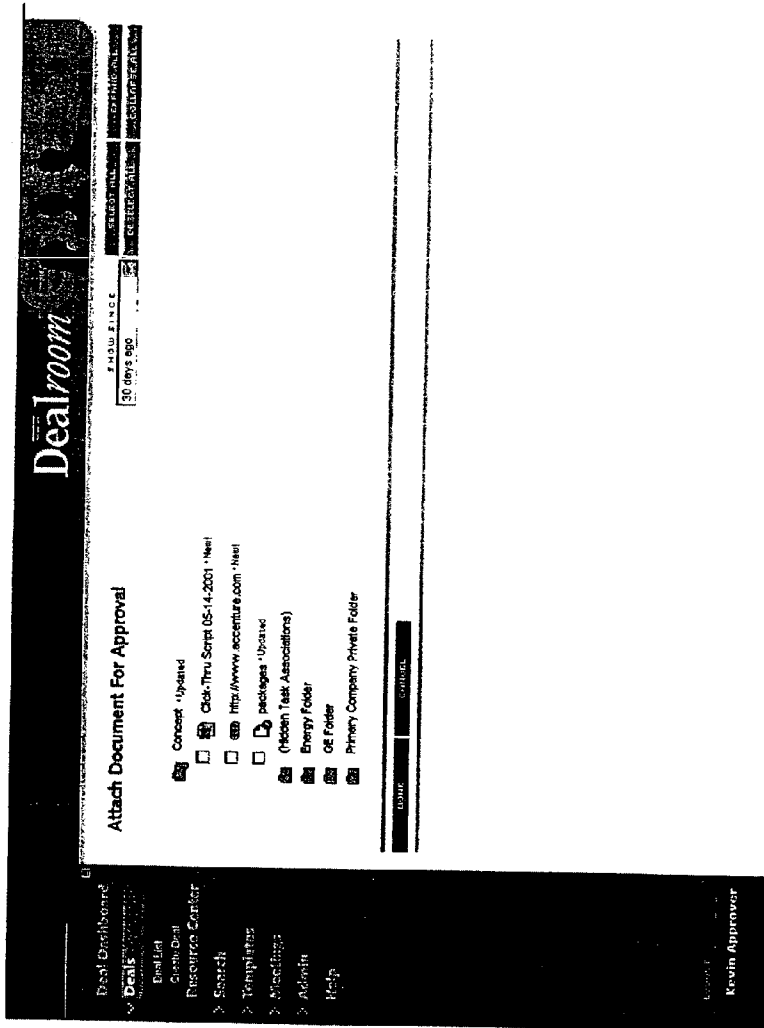 Dealroom
SHOW SINCE
30 days ago
SELECT ALL
EXPAND ALL
DESELECT ALL
COLLAPSE ALL
Attach Document For Approval
Concept *Updated
Click-Thru Script 05-14-2001 *New!
http://www.accenture.com *New!
packages *Updated
(Hidden Task Associations)
Energy Folder
GE Folder
Primary Company Private Folder
DONE
CANCEL
Deal Dashboard
Deals
Deal List
Create Deal
Resource Center
Search
Templates
Meetings
Admin
Help
Kevin Approver